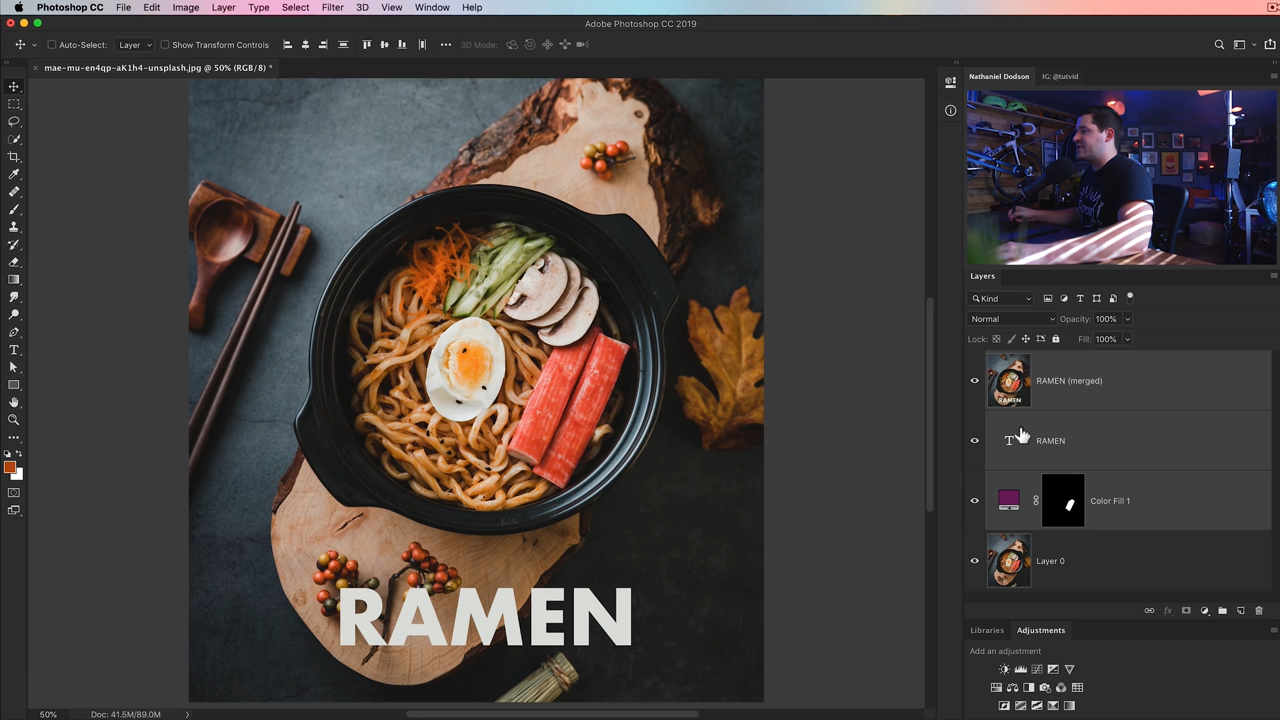 Photoshop CC File Edit Image Layer Type Select Filter 3D View Window Help
Adobe Photoshop CC 2019
Auto-Select: Layer Show Transform Controls 3D Mode:
mae-mu-en4qp-aK1h4-unsplash.jpg @ 50% (RGB/8) *
Nathaniel Dodson IG: @tutvid
Layers
Kind
Normal Opacity: 100%
Lock: Fill: 100%
RAMEN (merged)
T RAMEN
Color Fill 1
Layer 0
RAMEN
Libraries Adjustments
Add an adjustment
50% Doc: 41.5M/89.0M